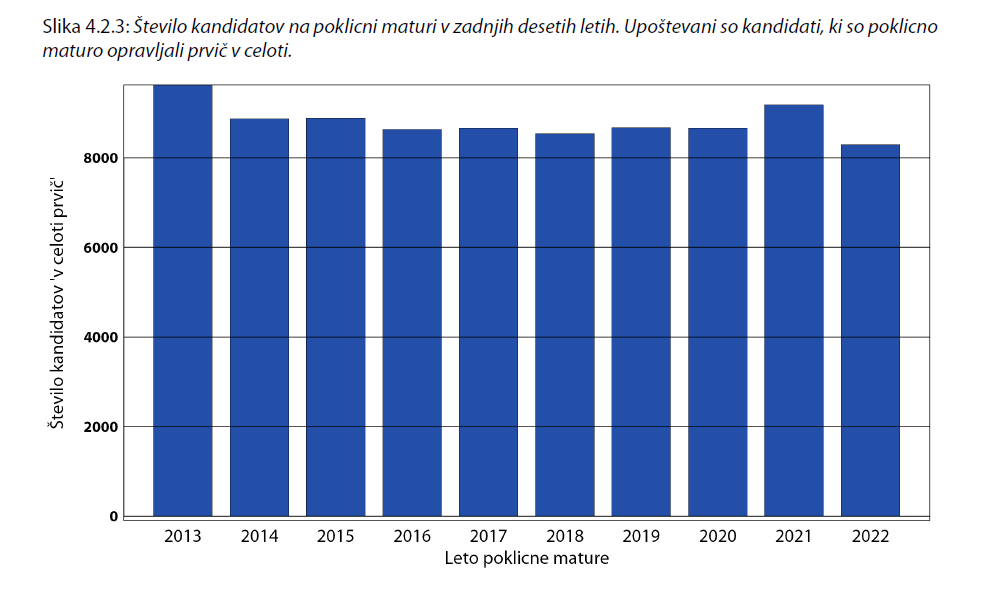 Slika 4.2.3: Število kandidatov na poklicni maturi v zadnjih desetih letih. Upoštevani so kandidati, ki so poklicno
maturo opravljali prvič v celoti.
Število kandidatov 'v celoti prvič'
8000
6000
4000
2000
0
2013 2014 2015 2016 2017 2018 2019 2020 2021 2022
Leto poklicne mature